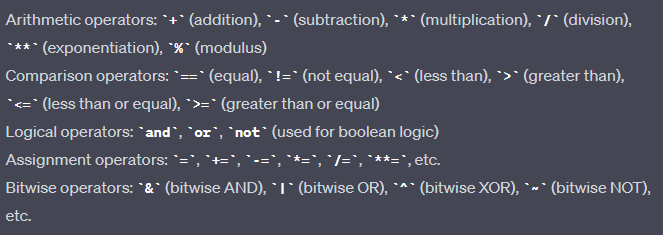 Arithmetic operators: `+` (addition), `-` (subtraction), `*` (multiplication), `/` (division),
`**` (exponentiation), `%` (modulus)
Comparison operators: `==` (equal), `!=` (not equal), `<` (less than), `>` (greater than),
`<=` (less than or equal), `>=` (greater than or equal)
Logical operators: `and`, `or`, `not` (used for boolean logic)
Assignment operators: `=`, `+=`, `-=`, `*=`, `/=`, `**=`, etc.
Bitwise operators: `&` (bitwise AND), `|` (bitwise OR), `^` (bitwise XOR), `~` (bitwise NOT),
etc.